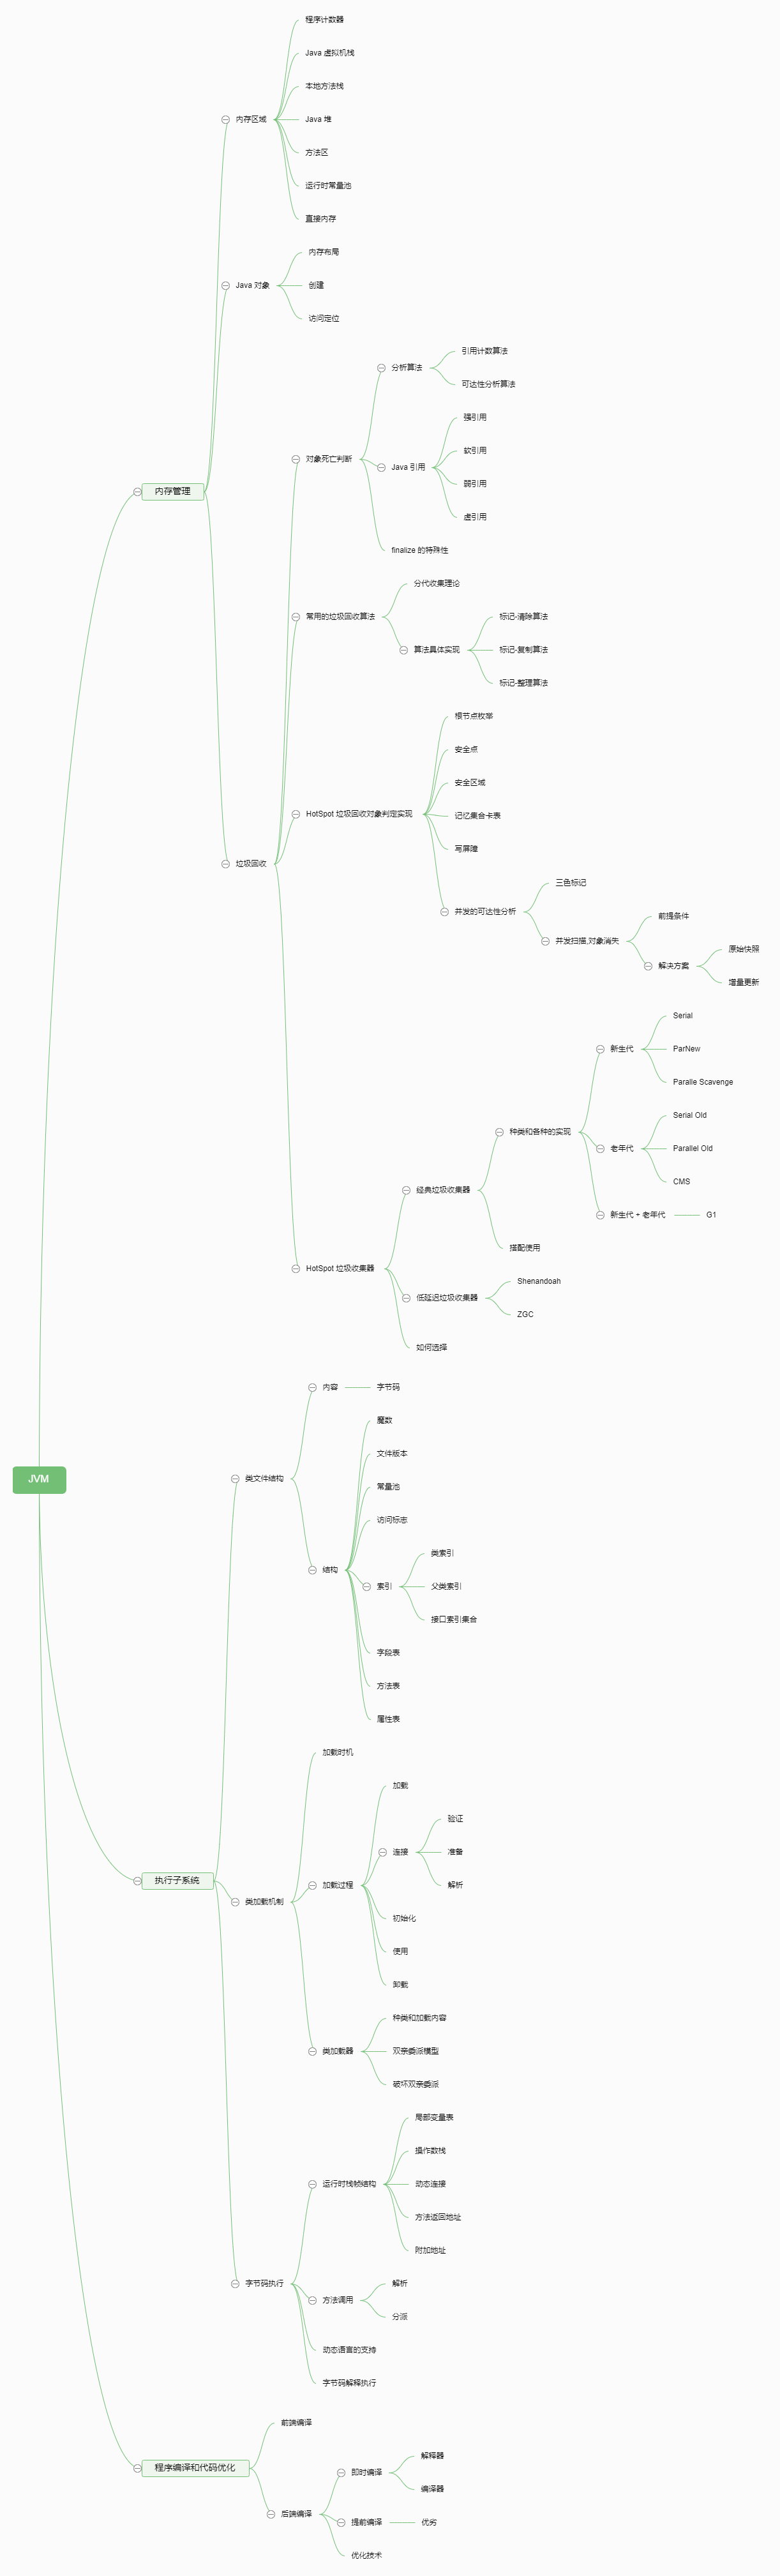 程序计数器
Java 虚拟机栈
本地方法栈
内存区域
Java 堆
方法区
运行时常量池
直接内存
内存布局
Java 对象
创建
访问定位
引用计数算法
分析算法
可达性分析算法
强引用
软引用
对象死亡判断
Java 引用
弱引用
虚引用
内存管理
finalize 的特殊性
分代收集理论
常用的垃圾回收算法
标记-清除算法
算法具体实现
标记-复制算法
标记-整理算法
根节点枚举
安全点
安全区域
HotSpot 垃圾回收对象判定实现
记忆集合卡表
写屏障
垃圾回收
三色标记
并发的可达性分析
前提条件
并发扫描,对象消失
原始快照
解决方案
增量更新
Serial
新生代
ParNew
Paralle Scavenge
Serial Old
种类和各种的实现
老年代
Parallel Old
CMS
经典垃圾收集器
新生代 + 老年代
G1
搭配使用
HotSpot 垃圾收集器
Shenandoah
低延迟垃圾收集器
ZGC
如何选择
内容
字节码
魔数
文件版本
JVM
类文件结构
常量池
访问标志
类索引
结构
索引
父类索引
接口索引集合
字段表
方法表
属性表
加载时机
加载
验证
连接
准备
执行子系统
类加载机制
加载过程
解析
初始化
使用
卸载
种类和加载内容
类加载器
双亲委派模型
破坏双亲委派
局部变量表
操作数栈
运行时栈帧结构
动态连接
方法返回地址
附加地址
字节码执行
解析
方法调用
分派
动态语言的支持
字节码解释执行
前端编译
程序编译和代码优化
解释器
即时编译
编译器
后端编译
提前编译
优劣
优化技术